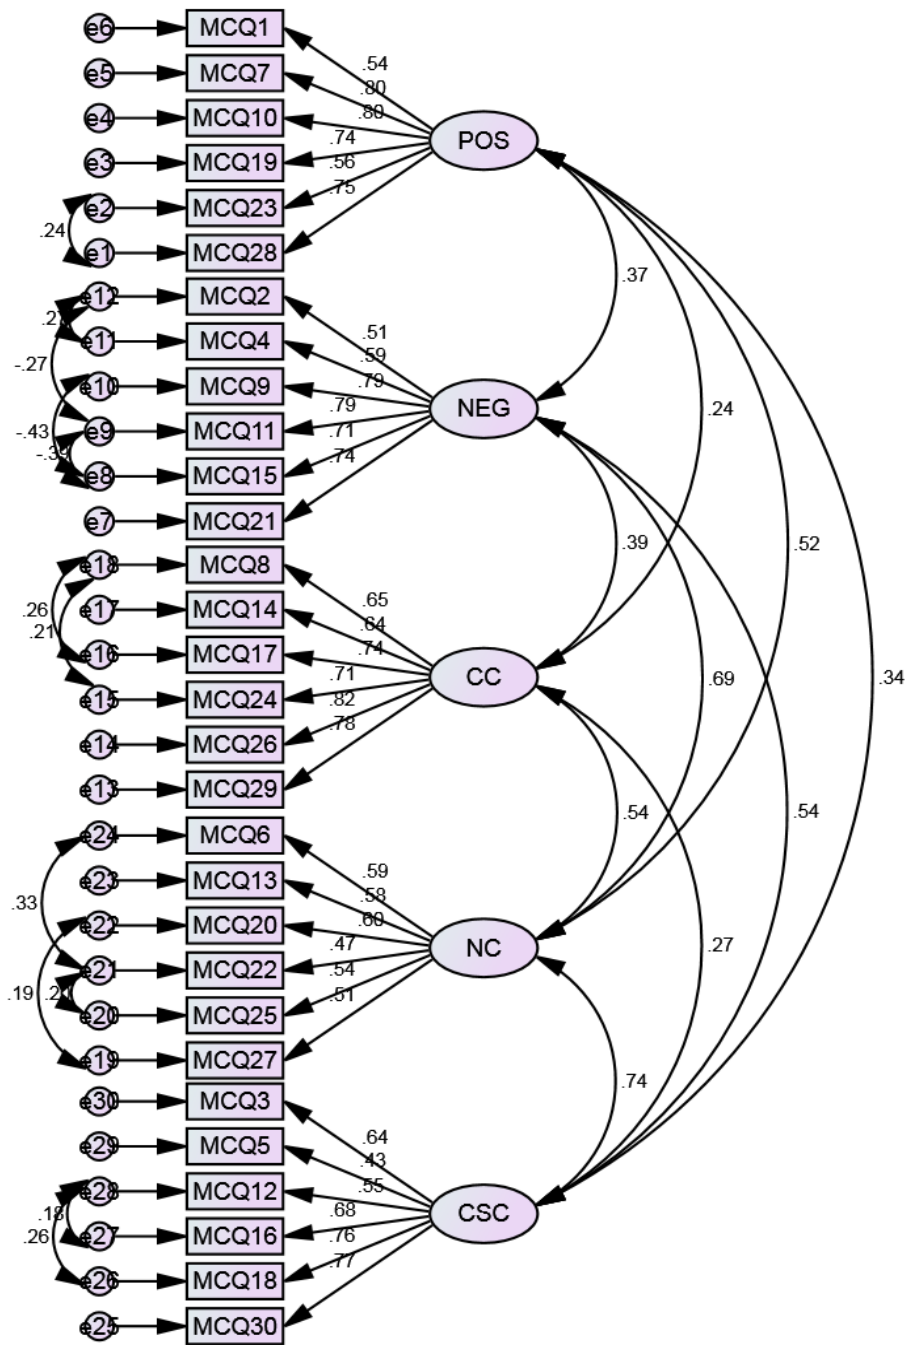 e6 MCQ1
.54
e5 MCQ7
.80
e4 MCQ10
.80
POS
.74
e3 MCQ19
.56
.75
e2 MCQ23
.24
e1 MCQ28
.37
e12 MCQ2
.27
.51
e11 MCQ4
.59
-.27
.79
e10 MCQ9
.79
NEG
.24
-.43
e9 MCQ11
.71
.74
e8 MCQ15
e7 MCQ21
.39
.52
e18 MCQ8
.65
.26
e17 MCQ14
.64
.21
.74
e16 MCQ17
.71
CC
.69
.34
e15 MCQ24
.82
.78
e14 MCQ26
e13 MCQ29
.54
.54
e24 MCQ6
.59
e23 MCQ13
.58
.33
.60
e22 MCQ20
.47
NC
.27
e21 MCQ22
.54
.19
.51
e20 MCQ25
e19 MCQ27
.74
e30 MCQ3
.64
e29 MCQ5
.43
.55
e28 MCQ12
.68
CSC
.18
e27 MCQ16
.26
.76
.77
e26 MCQ18
e25 MCQ30